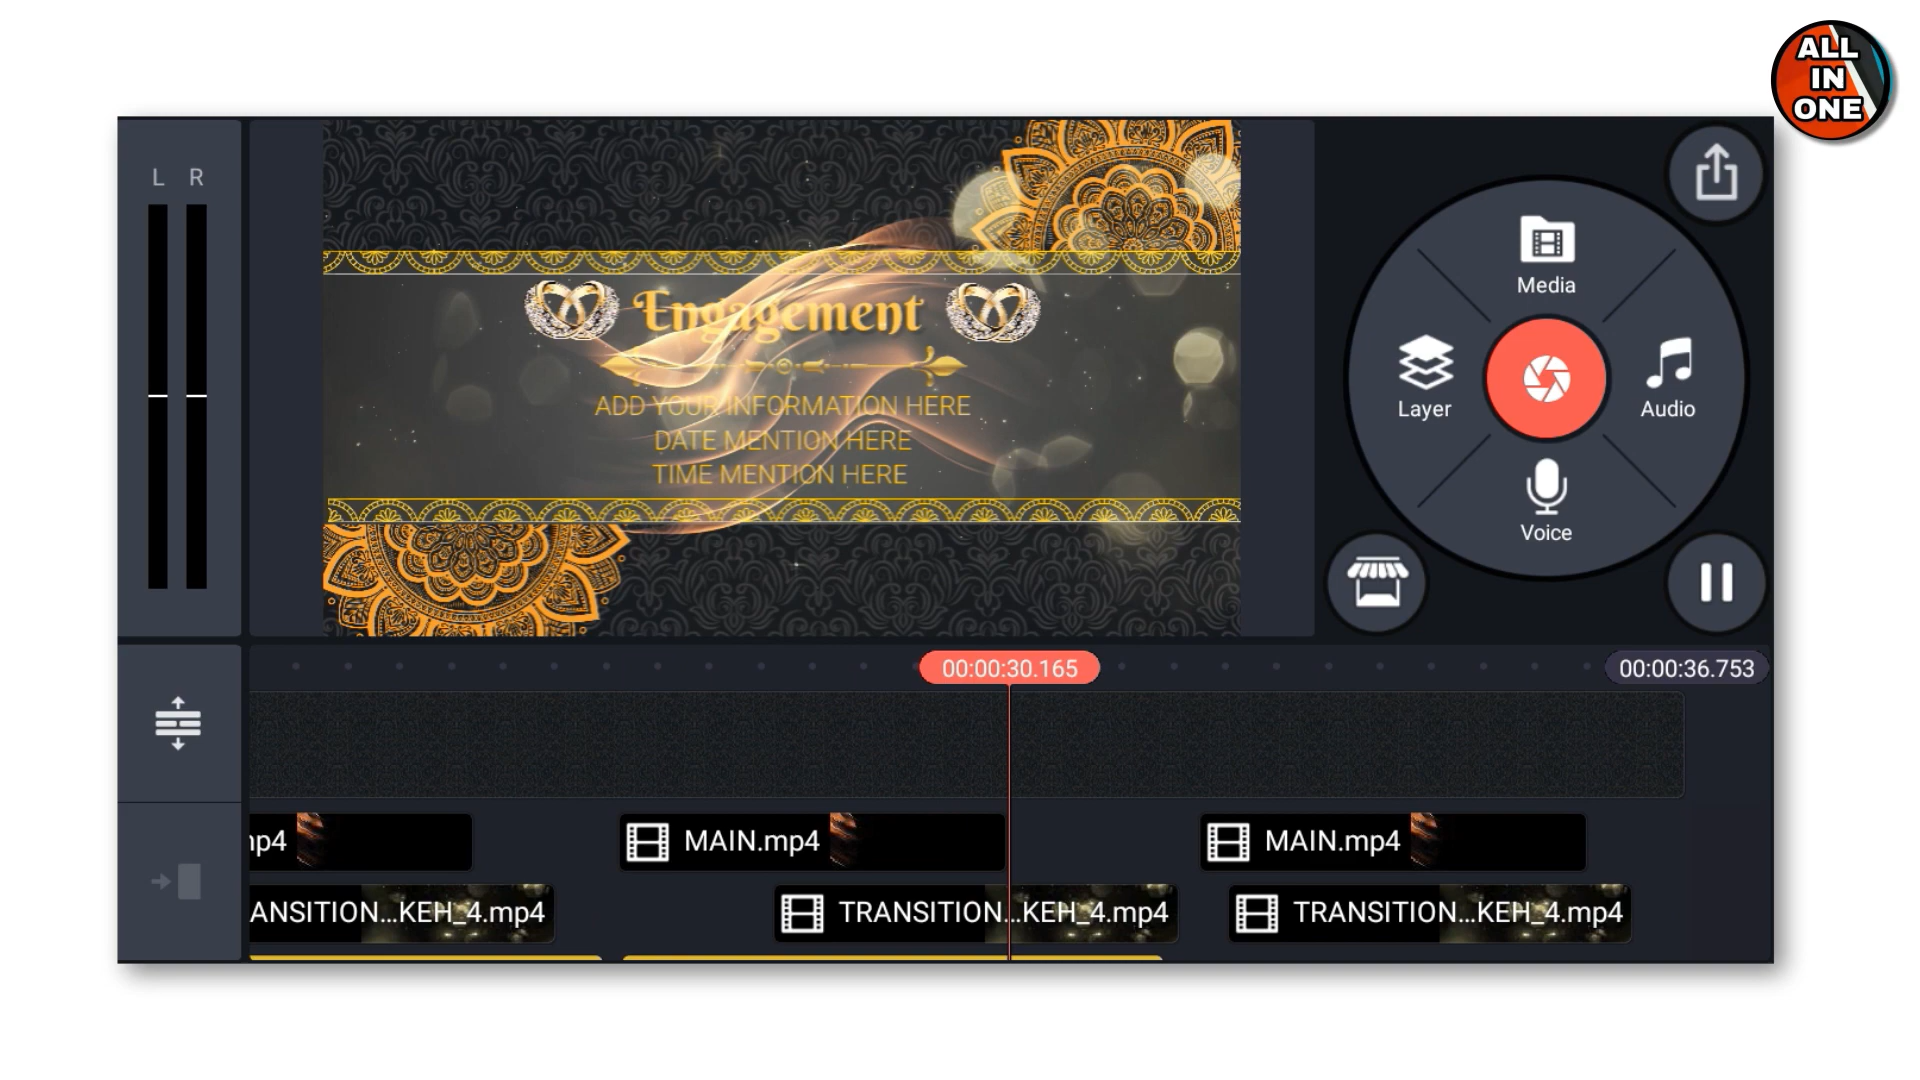 ALL
IN
ONE
L R
Media
Layer
Audio
Voice
Engagement
ADD YOUR INFORMATION HERE
DATE MENTION HERE
TIME MENTION HERE
00:00:30.165
00:00:36.753
p4
MAIN.mp4
MAIN.mp4
ANSITION...KEH_4.mp4
TRANSITION...KEH_4.mp4
TRANSITION...KEH_4.mp4